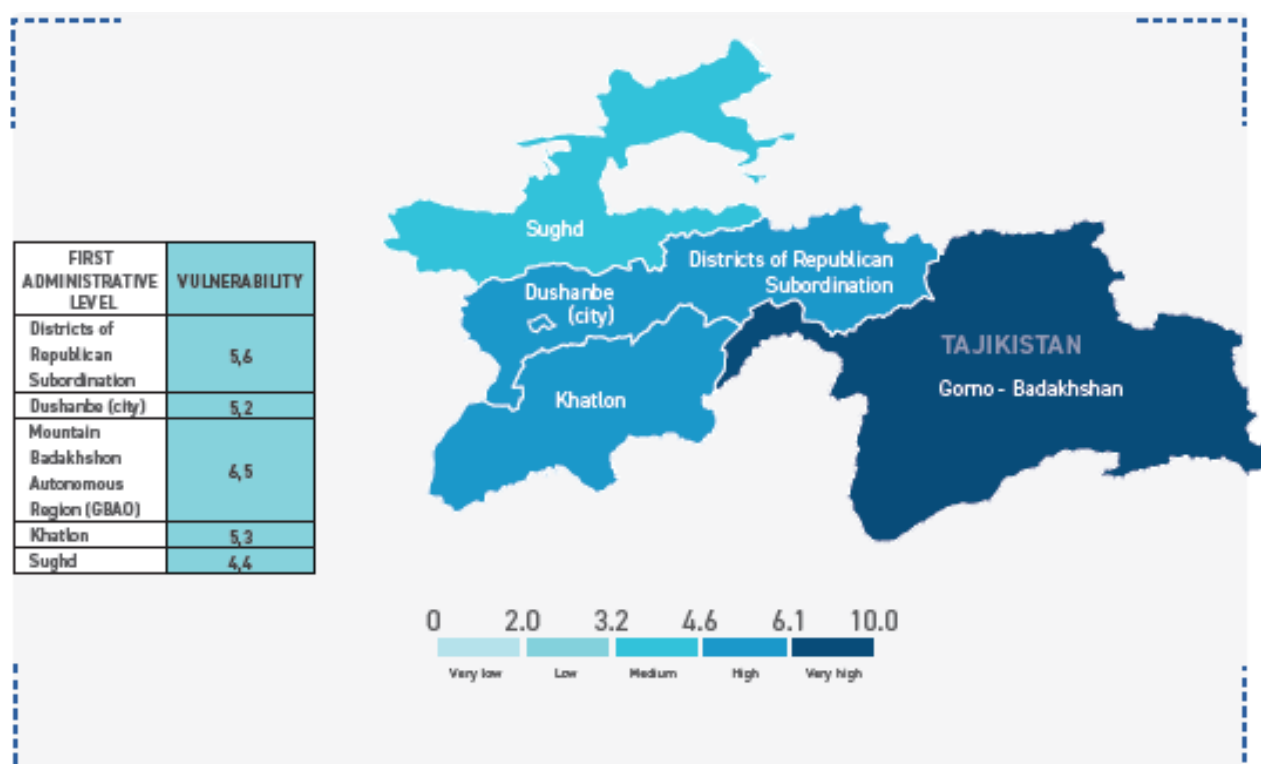 FIRST
ADMINISTRATIVE
LEVEL
VULNERABILITY
Districts of
Republican
Subordination
5,6
Dushanbe (city)
5,2
Mountain
Badakhshon
Autonomous
Region (GBAO)
6,5
Khatlon
5,3
Sughd
4,4
Sughd
Districts of Republican
Subordination
Dushanbe
(city)
Khatlon
TAJIKISTAN
Gorno - Badakhshan
0 2.0 3.2 4.6 6.1 10.0
Very low Low Medium High Very high